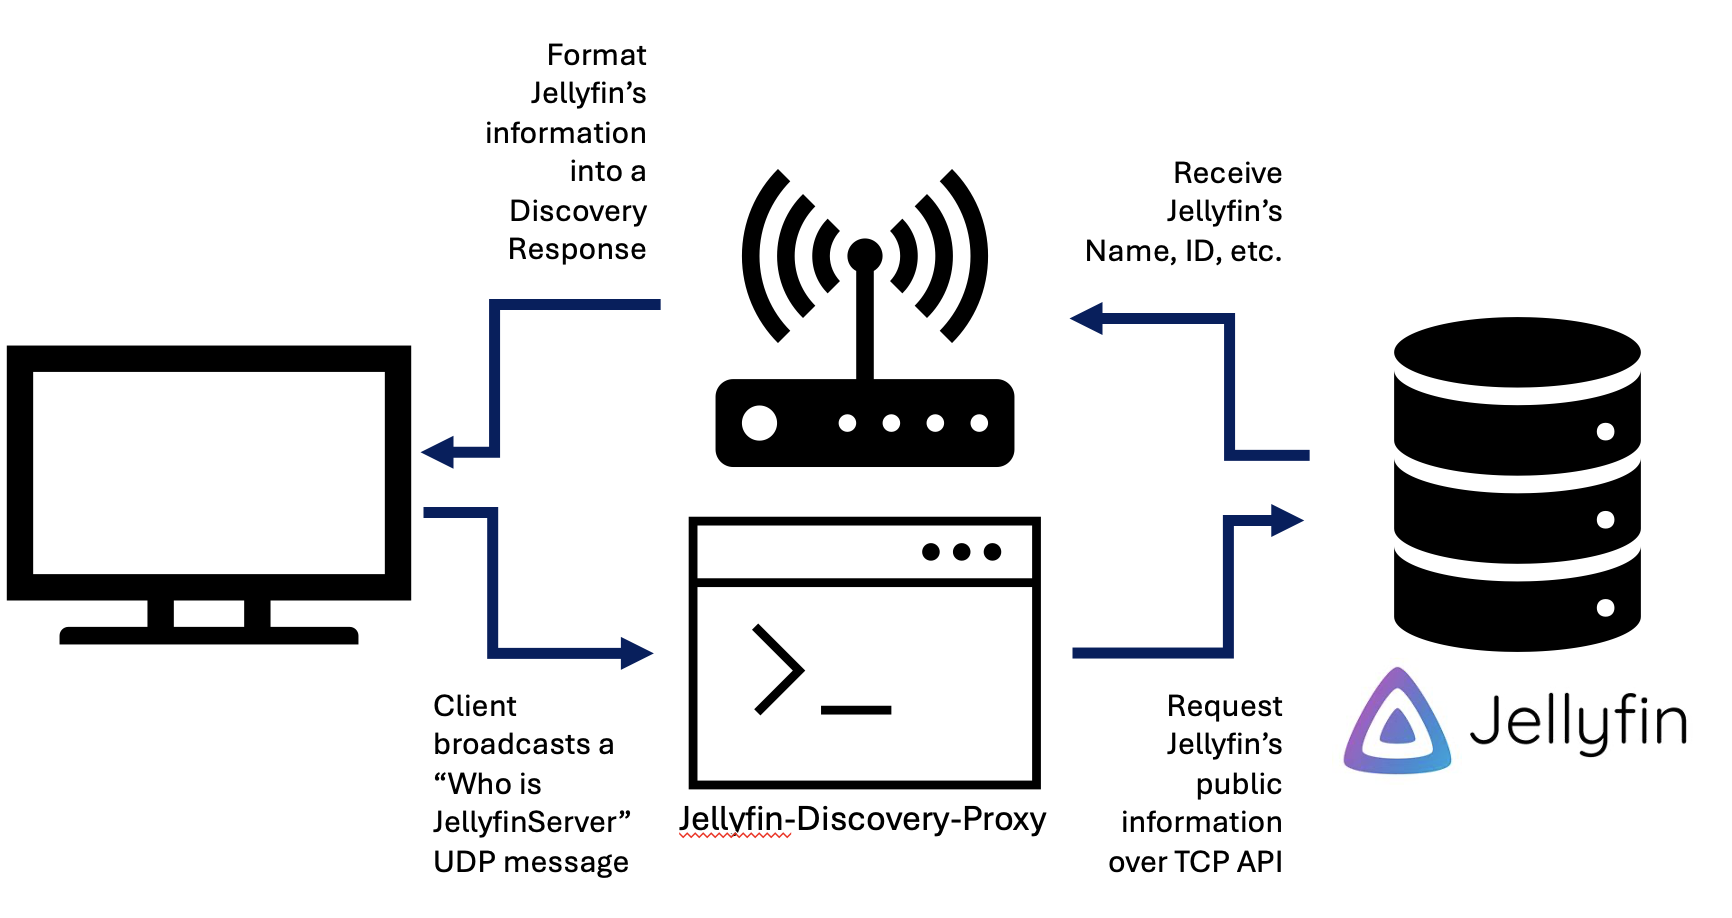 Format
Jellyfin’s
information
into a
Discovery
Response
Receive
Jellyfin’s
Name, ID, etc.
Client
broadcasts a
“Who is
JellyfinServer”
UDP message
Jellyfin-Discovery-Proxy
Request
Jellyfin’s
public
information
over TCP API
Jellyfin